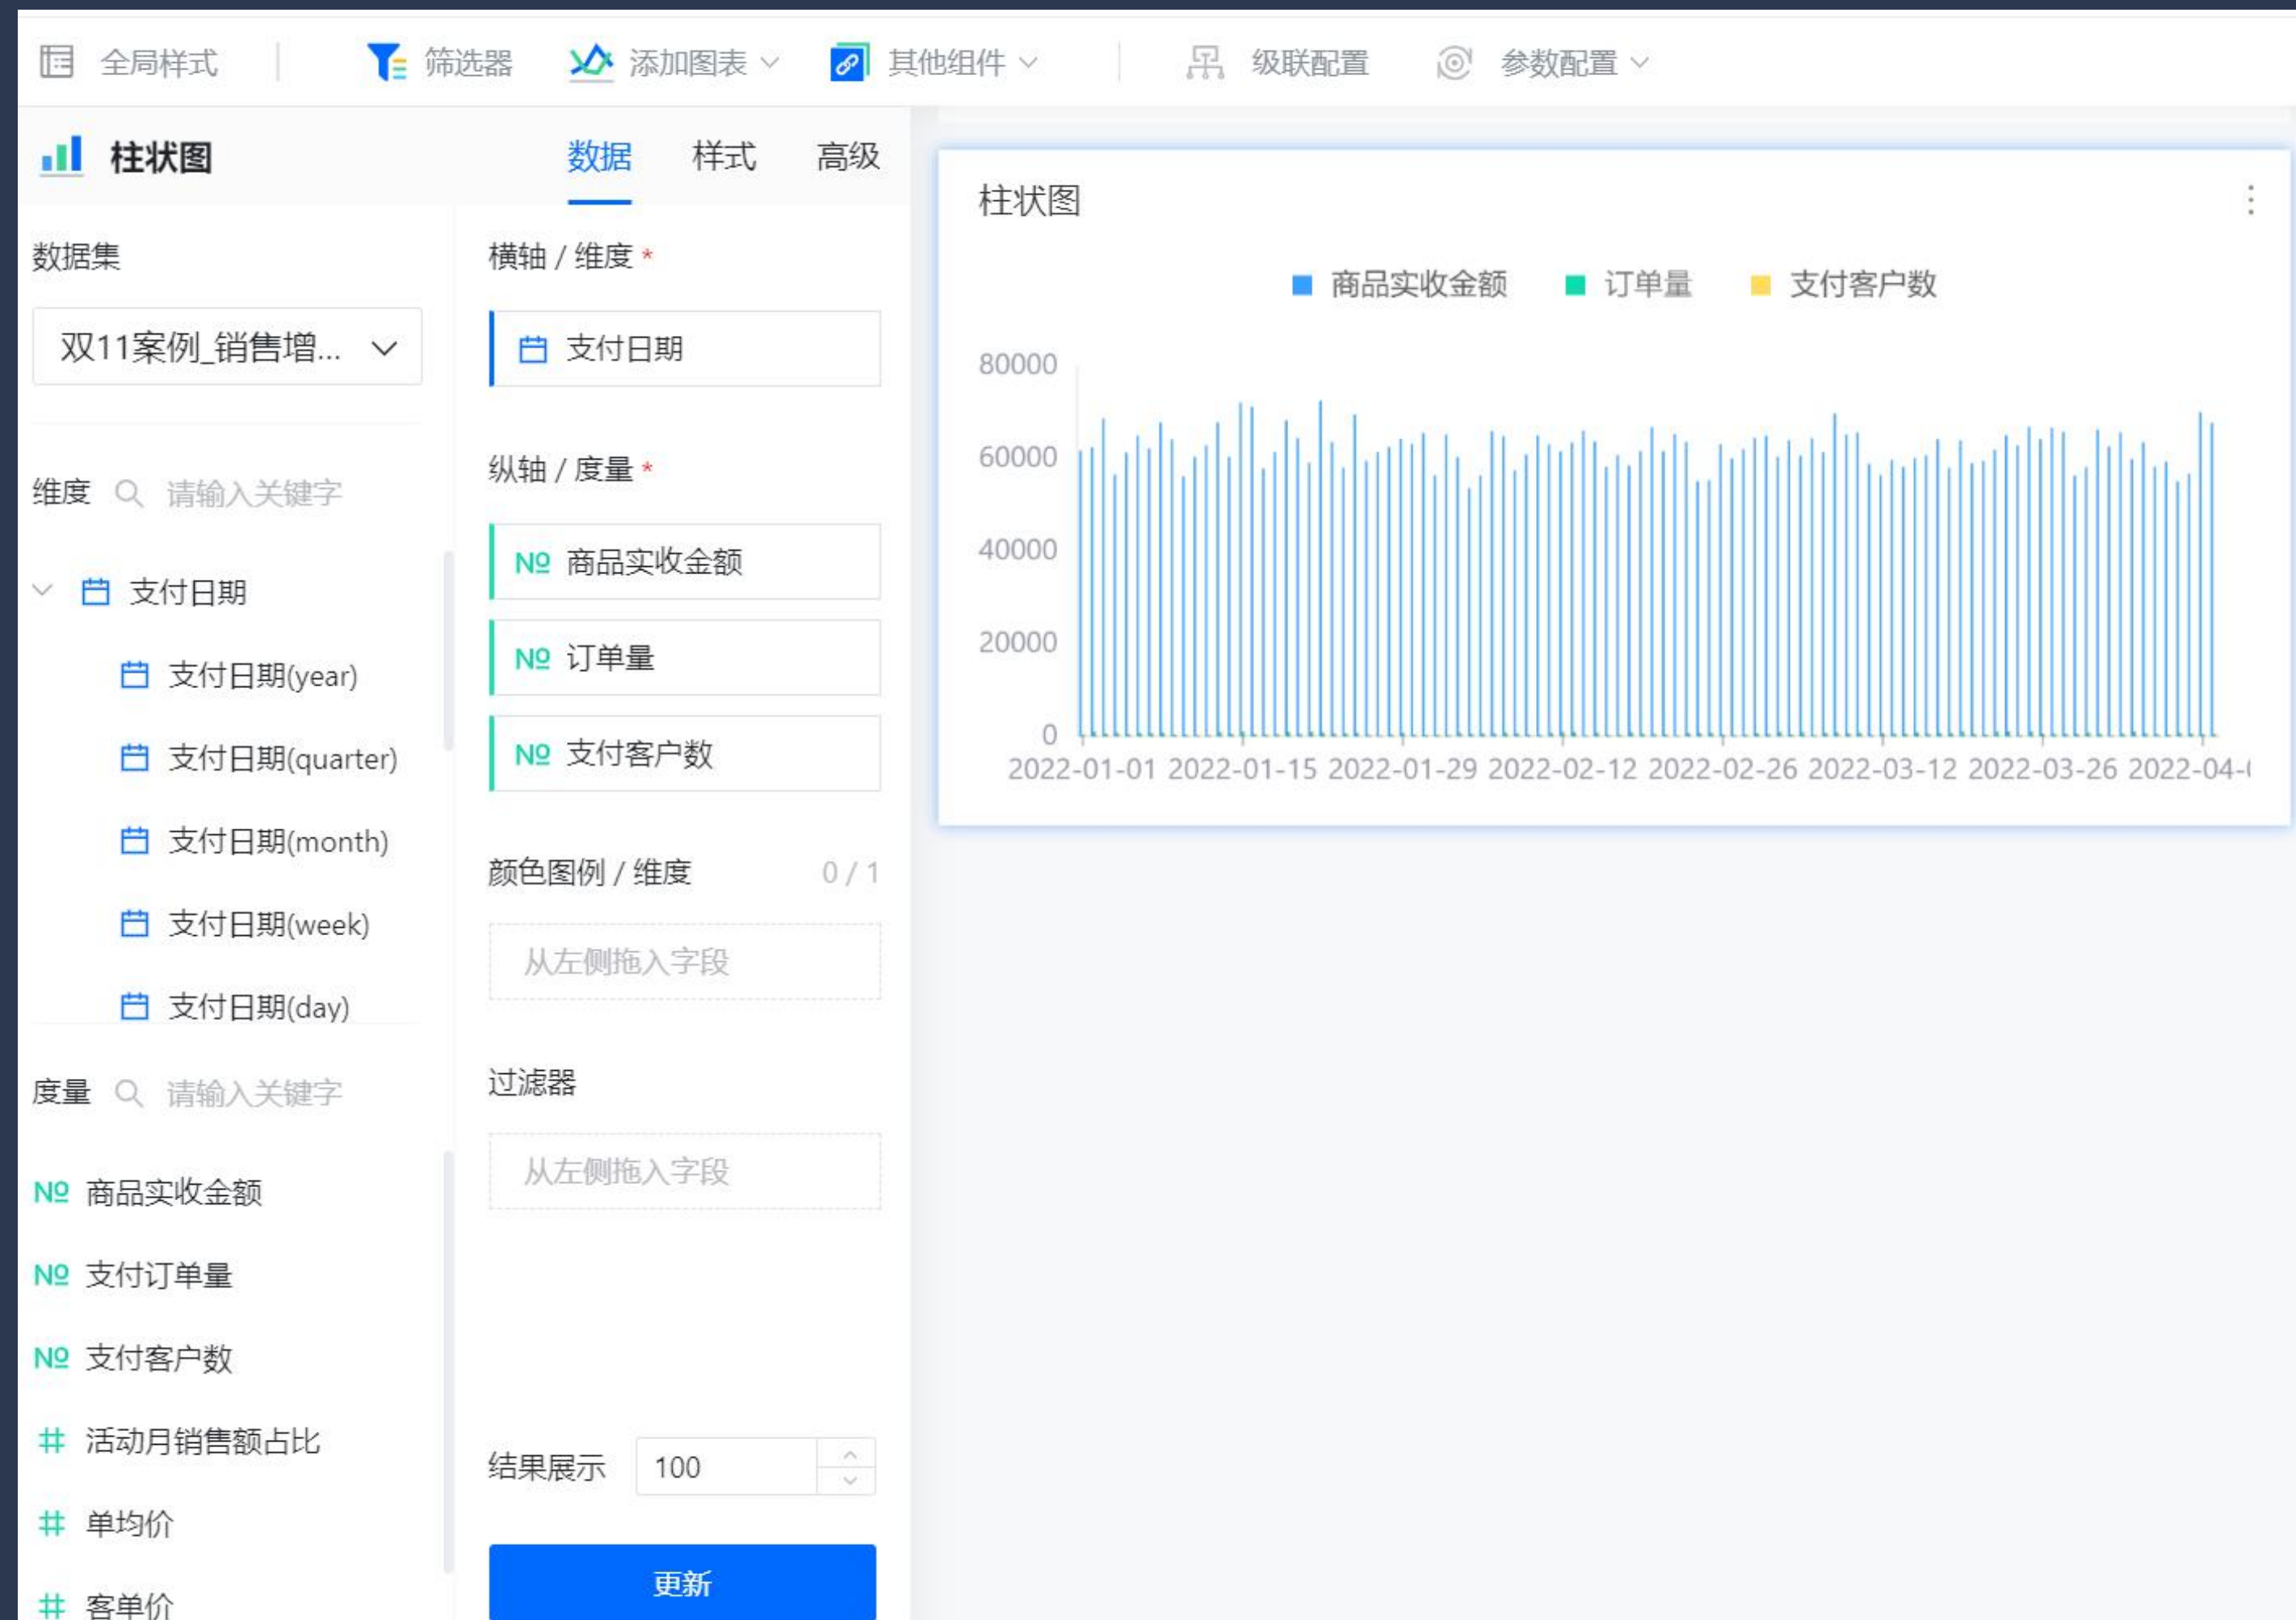 全局样式 筛选器 添加图表 其他组件 级联配置 参数配置
柱状图 数据 样式 高级
数据集
双11案例_销售增...
维度 请输入关键字
支付日期
支付日期(year)
支付日期(quarter)
支付日期(month)
支付日期(week)
支付日期(day)
度量 请输入关键字
Nº 商品实收金额
Nº 支付订单量
Nº 支付客户数
# 活动月销售额占比
# 单均价
# 客单价
横轴 / 维度 *
支付日期
纵轴 / 度量 *
Nº 商品实收金额
Nº 订单量
Nº 支付客户数
颜色图例 / 维度 0 / 1
从左侧拖入字段
过滤器
从左侧拖入字段
结果展示 100
更新
柱状图
商品实收金额 订单量 支付客户数
80000
60000
40000
20000
0
2022-01-01 2022-01-15 2022-01-29 2022-02-12 2022-02-26 2022-03-12 2022-03-26 2022-04-